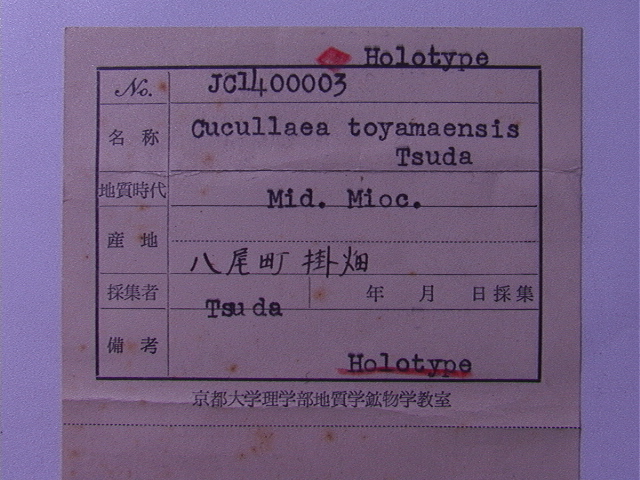 Holotype
No. JC1400003
名称 Cucullaea toyamaensis
Tsuda
地質時代 Mid. Mioc.
産地 八尾町 掛畑
採集者 Tsuda 年 月 日採集
備考 Holotype
京都大学理学部地質学鉱物学教室